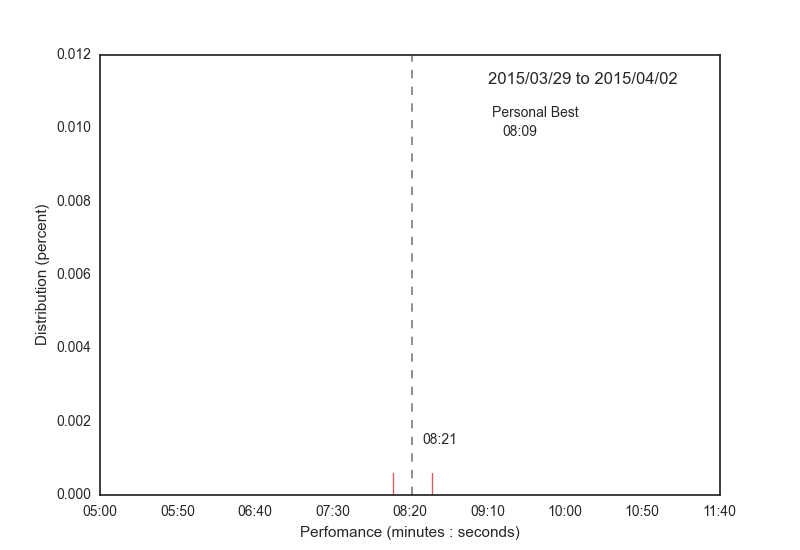 0.012
2015/03/29 to 2015/04/02
Personal Best
08:09
0.010
0.008
0.006
0.004
0.002
0.000
Distribution (percent)
08:21
05:00 05:50 06:40 07:30 08:20 09:10 10:00 10:50 11:40
Perfomance (minutes : seconds)